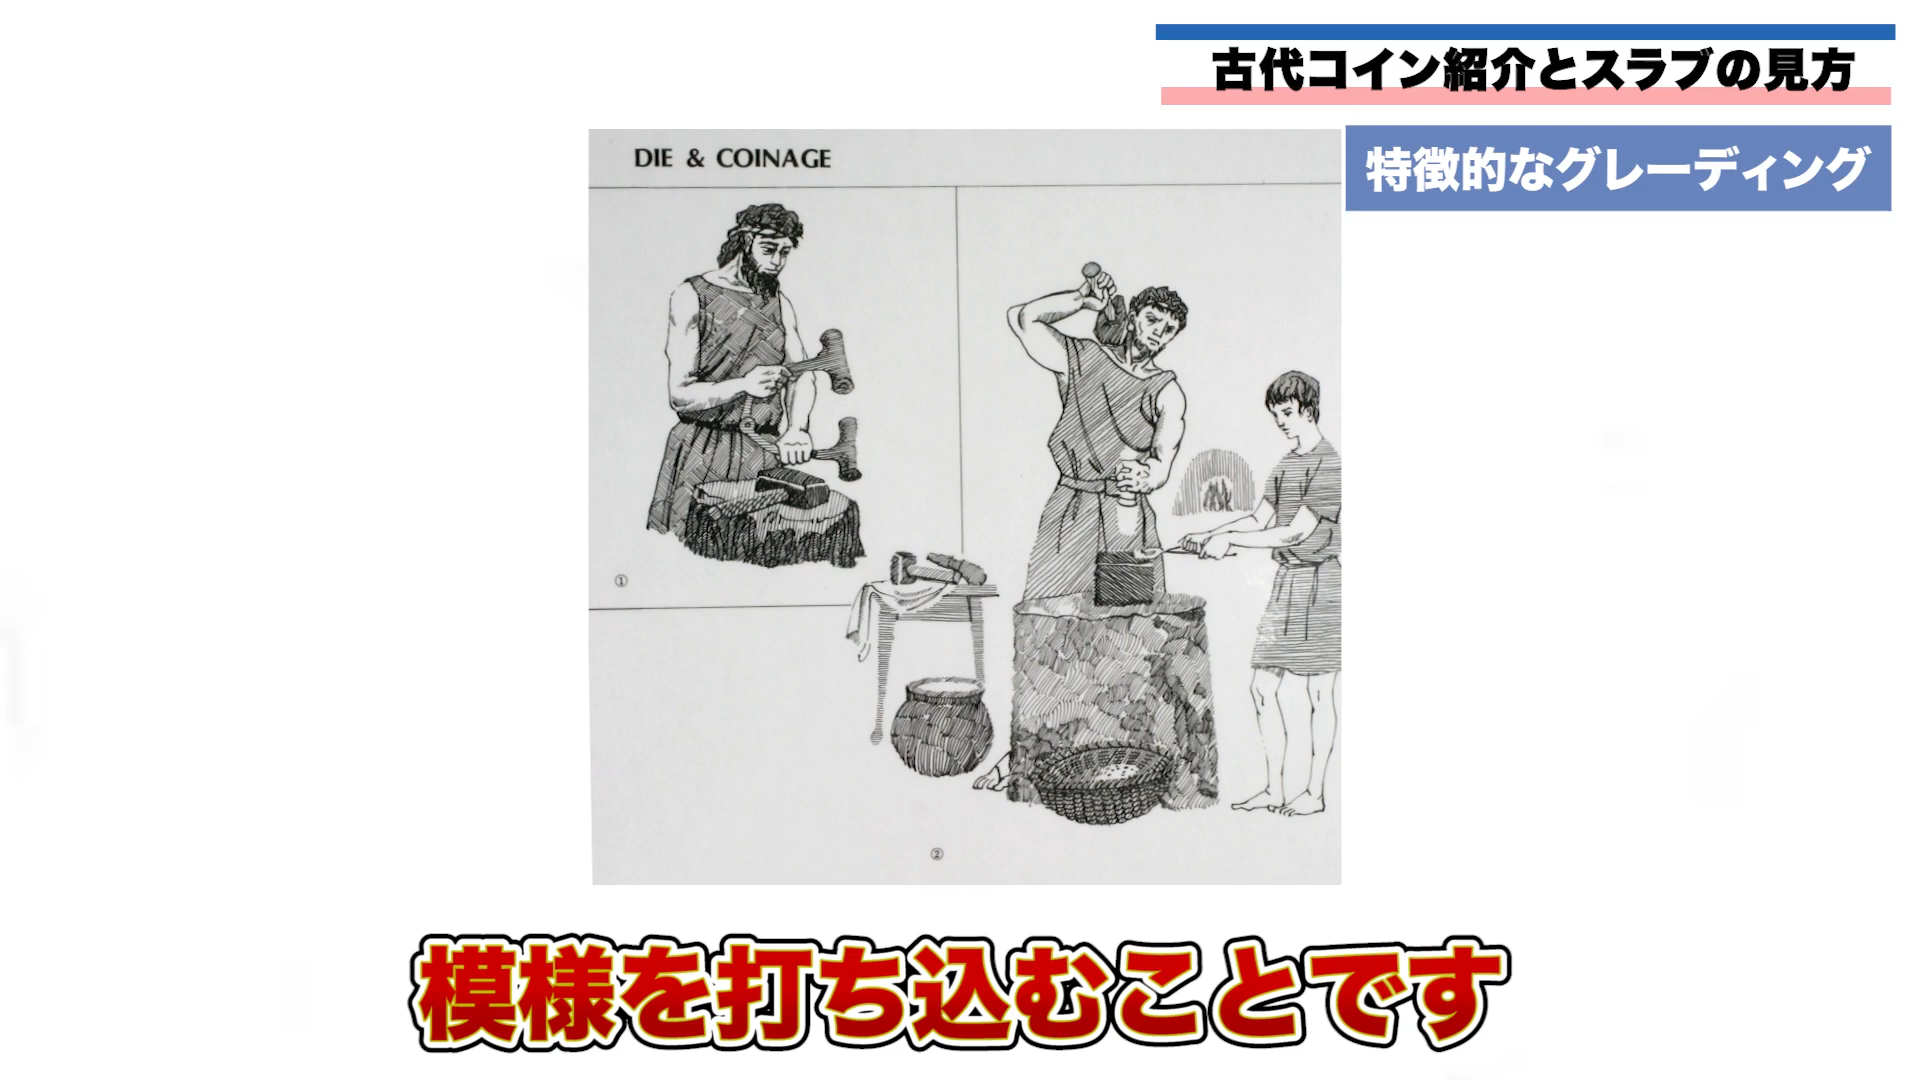 古代コイン紹介とスラブの見方
特徴的なグレーディング
DIE & COINAGE
①
②
模様を打ち込むことです